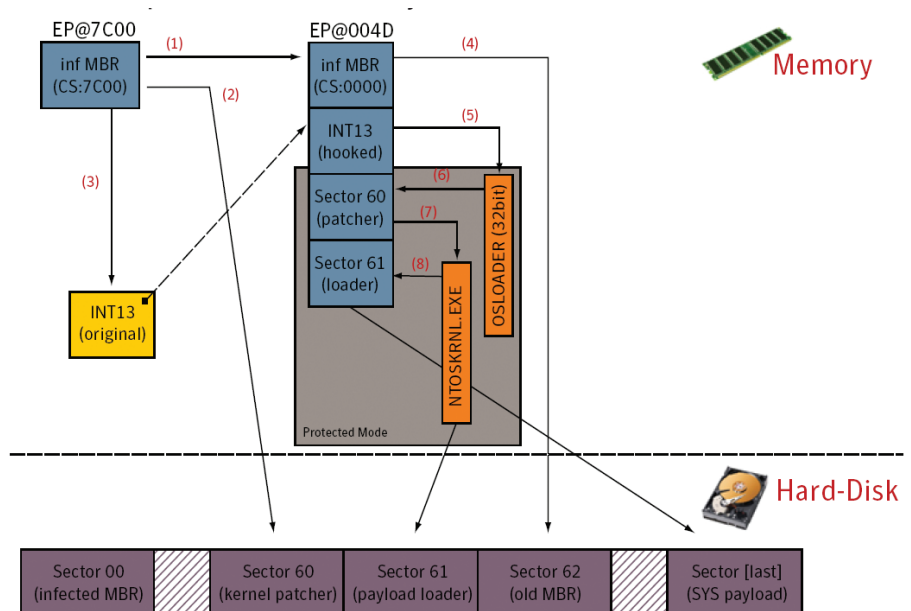 EP@7C00
EP@004D
(1)
(4)
inf MBR
(CS:7C00)
inf MBR
(CS:0000)
Memory
(2)
(5)
INT13
(hooked)
(3)
(6)
OSLOADER (32bit)
Sector 60
(patcher)
(7)
Sector 61
(loader)
(8)
NTOSKRNL.EXE
INT13
(original)
Protected Mode
Hard-Disk
Sector 00
(infected MBR)
Sector 60
(kernel patcher)
Sector 61
(payload loader)
Sector 62
(old MBR)
Sector [last]
(SYS payload)